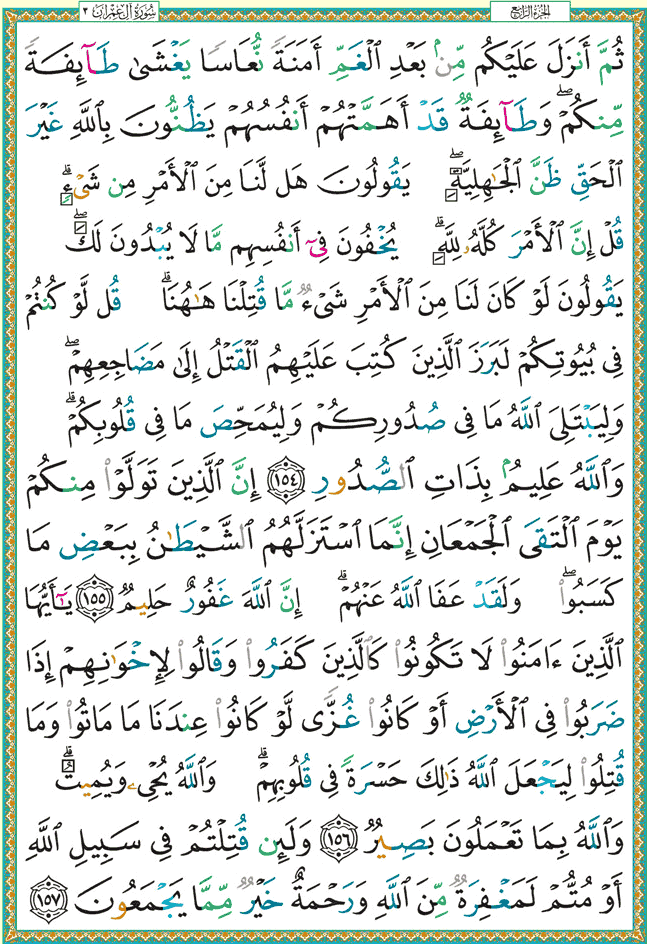 الجزء الرابع
سورة آل عمران ٣
ثُمَّ أَنزَلَ عَلَيْكُم مِّنۢ بَعْدِ ٱلْغَمِّ أَمَنَةً نُّعَاسًا يَغْشَىٰ طَآئِفَةً
مِّنكُمْ ۖ وَطَآئِفَةٌ قَدْ أَهَمَّتْهُمْ أَنفُسُهُمْ يَظُنُّونَ بِٱللَّهِ غَيْرَ
ٱلْحَقِّ ظَنَّ ٱلْجَـٰهِلِيَّةِ ۖ يَقُولُونَ هَل لَّنَا مِنَ ٱلْأَمْرِ مِن شَىْءٍ ۗ
قُلْ إِنَّ ٱلْأَمْرَ كُلَّهُۥ لِلَّهِ ۗ يُخْفُونَ فِىٓ أَنفُسِهِم مَّا لَا يُبْدُونَ لَكَ ۖ
يَقُولُونَ لَوْ كَانَ لَنَا مِنَ ٱلْأَمْرِ شَىْءٌ مَّا قُتِلْنَا هَـٰهُنَا ۗ قُل لَّوْ كُنتُمْ
فِى بُيُوتِكُمْ لَبَرَزَ ٱلَّذِينَ كُتِبَ عَلَيْهِمُ ٱلْقَتْلُ إِلَىٰ مَضَاجِعِهِمْ ۖ
وَلِيَبْتَلِىَ ٱللَّهُ مَا فِى صُدُورِكُمْ وَلِيُمَحِّصَ مَا فِى قُلُوبِكُمْ ۗ
وَٱللَّهُ عَلِيمٌۢ بِذَاتِ ٱلصُّدُورِ ١٥٤ إِنَّ ٱلَّذِينَ تَوَلَّوْا۟ مِنكُمْ
يَوْمَ ٱلْتَقَى ٱلْجَمْعَانِ إِنَّمَا ٱسْتَزَلَّهُمُ ٱلشَّيْطَـٰنُ بِبَعْضِ مَا
كَسَبُوا۟ ۖ وَلَقَدْ عَفَا ٱللَّهُ عَنْهُمْ ۗ إِنَّ ٱللَّهَ غَفُورٌ حَلِيمٌ ١٥٥ يَـٰٓأَيُّهَا
ٱلَّذِينَ ءَامَنُوا۟ لَا تَكُونُوا۟ كَٱلَّذِينَ كَفَرُوا۟ وَقَالُوا۟ لِإِخْوَٰنِهِمْ إِذَا
ضَرَبُوا۟ فِى ٱلْأَرْضِ أَوْ كَانُوا۟ غُزًّى لَّوْ كَانُوا۟ عِندَنَا مَا مَاتُوا۟ وَمَا
قُتِلُوا۟ لِيَجْعَلَ ٱللَّهُ ذَٰلِكَ حَسْرَةً فِى قُلُوبِهِمْ ۗ وَٱللَّهُ يُحْىِۦ وَيُمِيتُ ۗ
وَٱللَّهُ بِمَا تَعْمَلُونَ بَصِيرٌ ١٥٦ وَلَئِن قُتِلْتُمْ فِى سَبِيلِ ٱللَّهِ
أَوْ مُتُّمْ لَمَغْفِرَةٌ مِّنَ ٱللَّهِ وَرَحْمَةٌ خَيْرٌ مِّمَّا يَجْمَعُونَ ١٥٧